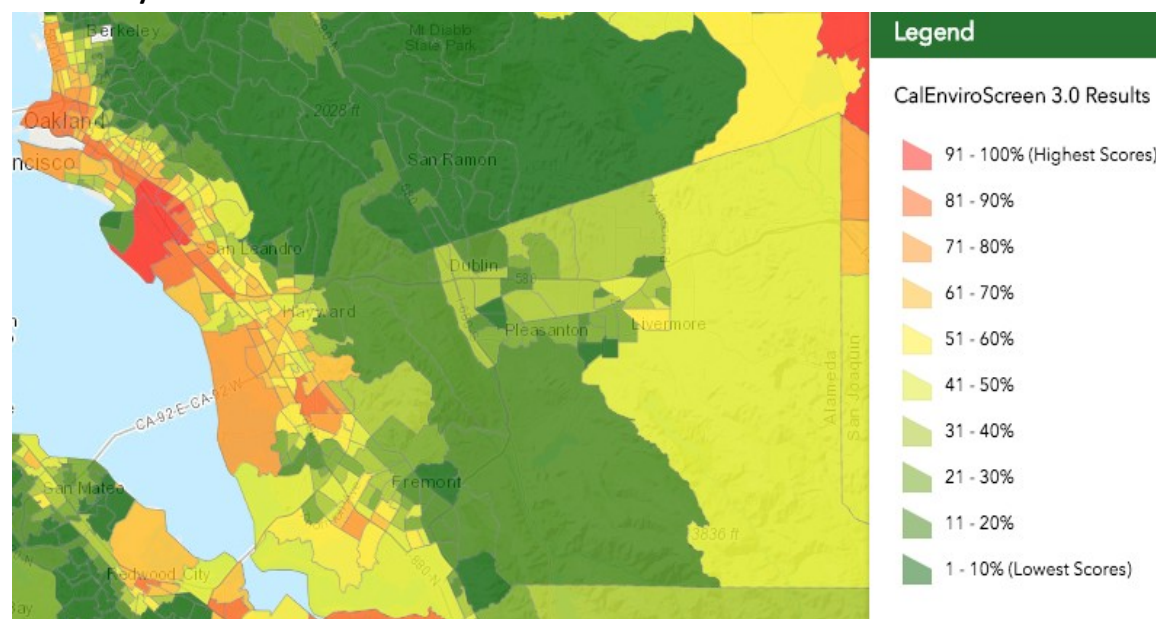 Berkeley
Mt Diablo
State Park
2028 ft
Oakland
ncisco
San Ramon
680
San Leandro
Dublin
580
Hayward
Pleasanton
Livermore
CA-92-E-CA-92-W
Alameda
San Joaquin
San Mateo
Fremont
3836 ft
680 N
Redwood City
Bay
Legend
CalEnviroScreen 3.0 Results
91 - 100% (Highest Scores)
81 - 90%
71 - 80%
61 - 70%
51 - 60%
41 - 50%
31 - 40%
21 - 30%
11 - 20%
1 - 10% (Lowest Scores)